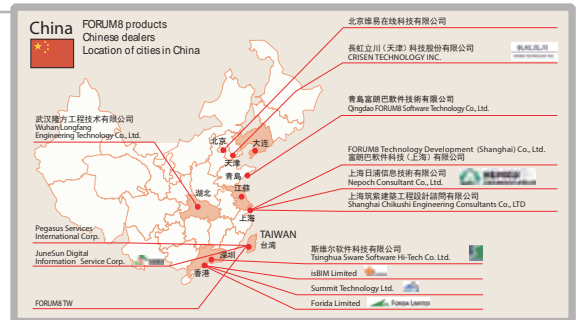 China
FORUM8 products
Chinese dealers
Location of cities in China
北京維易在线科技有限公司
長虹立川（天津）科技股份有限公司
CRISEN TECHNOLOGY INC.
青島富朗巴軟件技術有限公司
Qingdao FORUM8 Software Technology Co., Ltd.
武汉隆方工程技术有限公司
Wuhan Longfang
Engineering Technology Co., Ltd.
北京
大连
天津
青島
江蘇
湖北
上海
FORUM8 Technology Development (Shanghai) Co., Ltd.
富朗巴軟件科技（上海）有限公司
上海日浦信息技術有限公司
Nepoch Consultant Co., Ltd.
上海筑紫建築工程設計諮問有限公司
Shanghai Chikushi Engineering Consultants Co., LTD
Pegasus Services
International Corp.
JuneSun Digital
Information Service Corp.
FORUM8 TW
TAIWAN
台湾
深圳
香港
斯維尔软件科技有限公司
Tsinghua Sware Software Hi-Tech Co. Ltd.
isBIM Limited
Summit Technology Ltd.
Forida Limited
FORIDA LIMITED